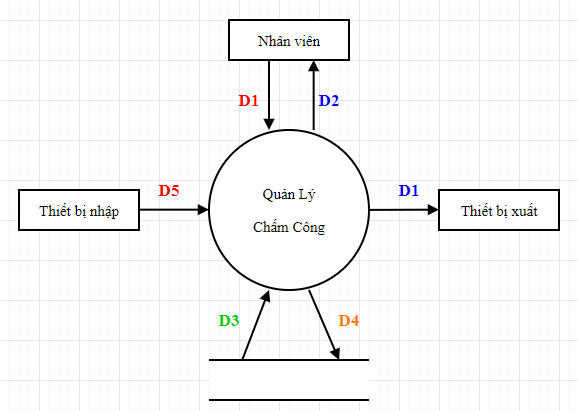 Nhân viên
D1
D2
Thiết bị nhập
D5
Quản Lý
Chấm Công
D1
Thiết bị xuất
D3
D4